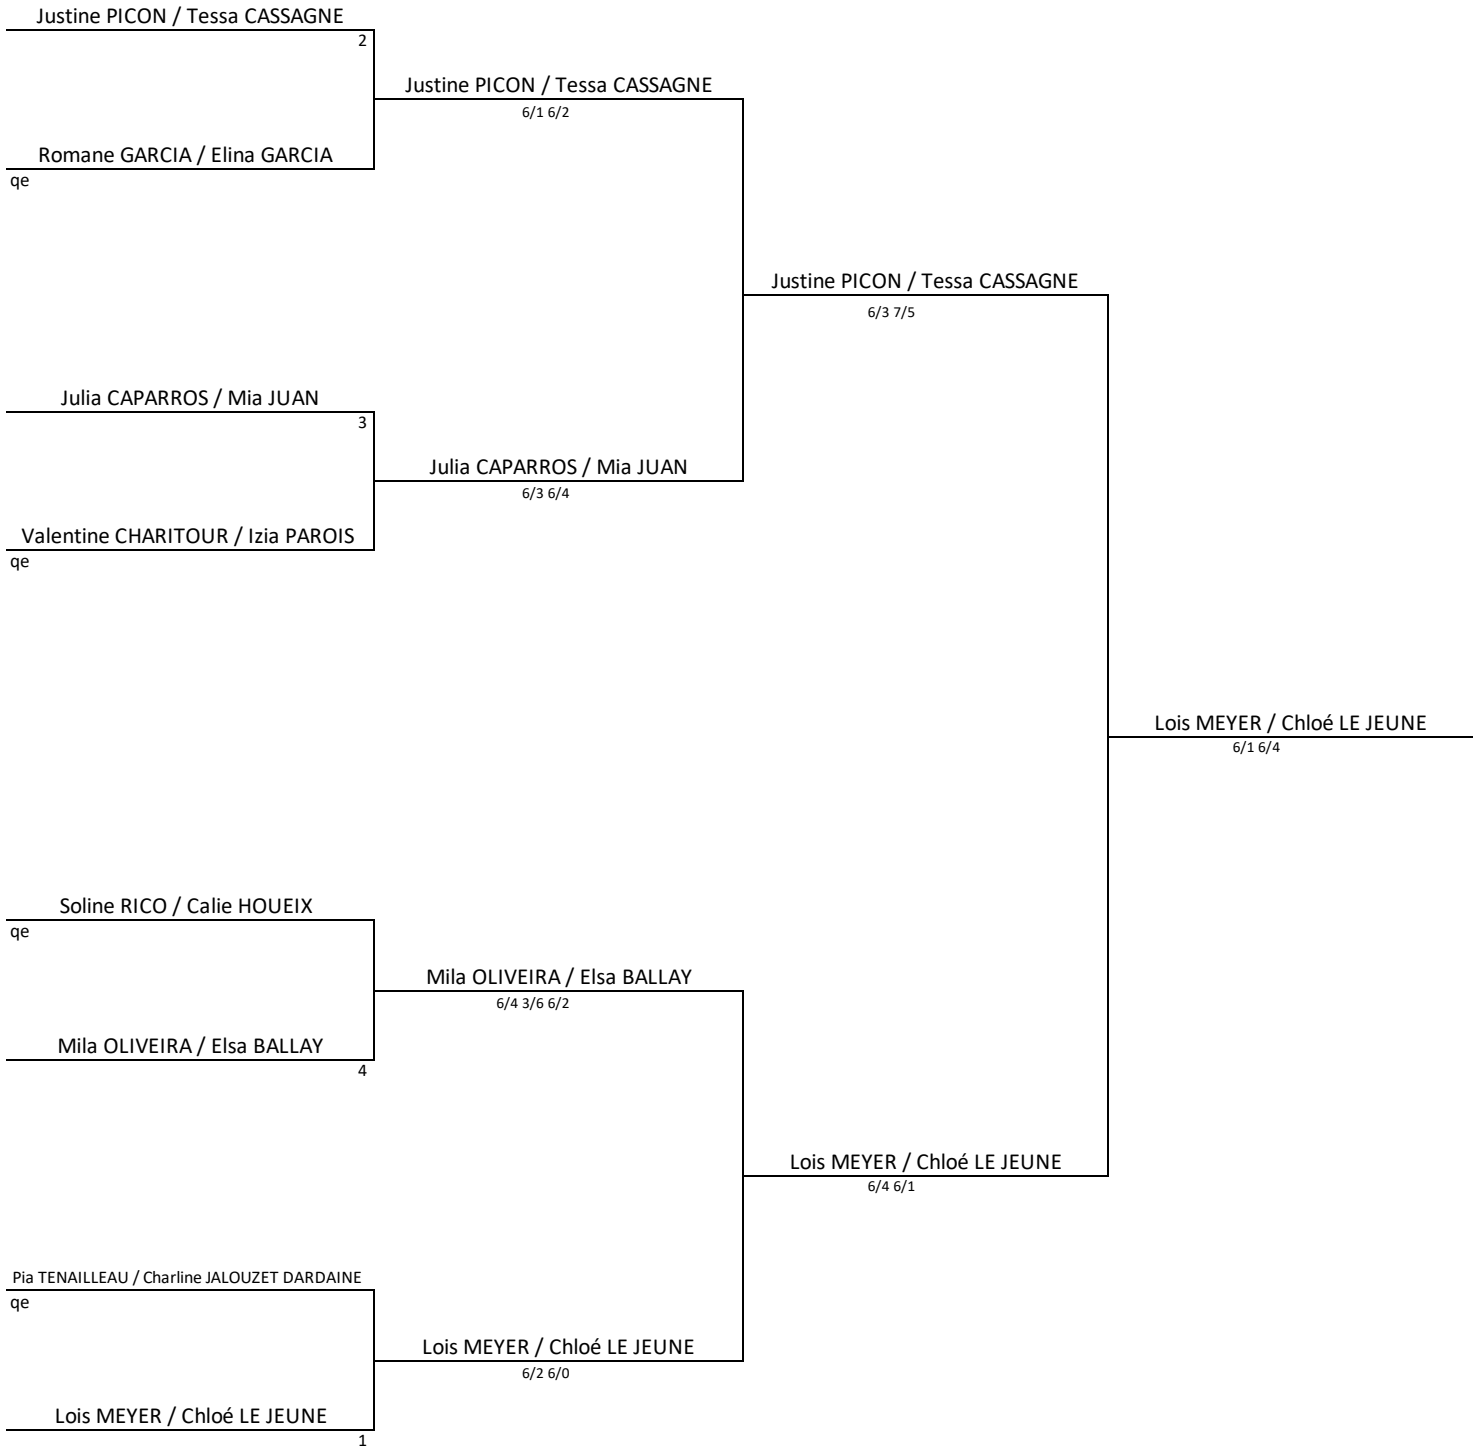 Justine PICON / Tessa CASSAGNE
2
Justine PICON / Tessa CASSAGNE
6/1 6/2
Romane GARCIA / Elina GARCIA
qe
Justine PICON / Tessa CASSAGNE
6/3 7/5
Julia CAPARROS / Mia JUAN
3
Julia CAPARROS / Mia JUAN
6/3 6/4
Valentine CHARITOUR / Izia PAROIS
qe
Lois MEYER / Chloé LE JEUNE
6/1 6/4
Soline RICO / Calie HOUEIX
qe
Mila OLIVEIRA / Elsa BALLAY
6/4 3/6 6/2
Mila OLIVEIRA / Elsa BALLAY
4
Lois MEYER / Chloé LE JEUNE
6/4 6/1
Pia TENAILLEAU / Charline JALOUZET DARDAINE
qe
Lois MEYER / Chloé LE JEUNE
6/2 6/0
Lois MEYER / Chloé LE JEUNE
1